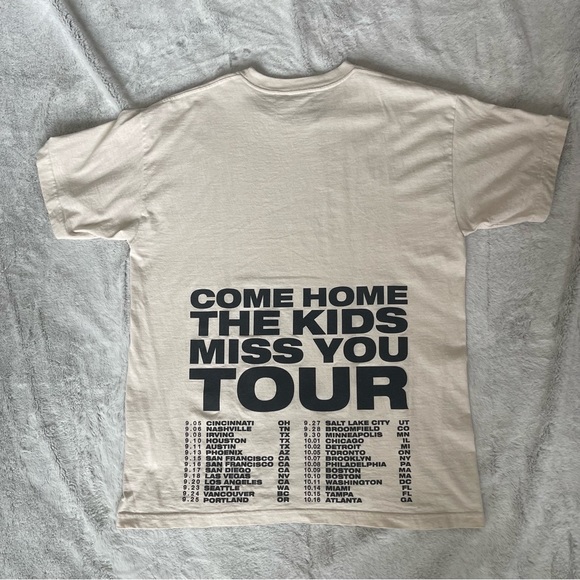 COME HOME
THE KIDS
MISS YOU
TOUR
9.05 CINCINNATI OH
9.06 NASHVILLE TN
9.08 IRVING TX
9.10 HOUSTON TX
9.11 AUSTIN TX
9.13 PHOENIX AZ
9.15 SAN FRANCISCO CA
9.16 SAN FRANCISCO CA
9.17 SAN DIEGO CA
9.18 LAS VEGAS NV
9.20 LOS ANGELES CA
9.23 SEATTLE WA
9.24 VANCOUVER BC
9.25 PORTLAND OR
9.27 SALT LAKE CITY UT
9.28 BROOMFIELD CO
9.30 MINNEAPOLIS MN
10.01 CHICAGO IL
10.02 DETROIT MI
10.05 TORONTO ON
10.07 BROOKLYN NY
10.08 PHILADELPHIA PA
10.09 BOSTON MA
10.10 BOSTON MA
10.11 WASHINGTON DC
10.14 MIAMI FL
10.15 TAMPA FL
10.16 ATLANTA GA